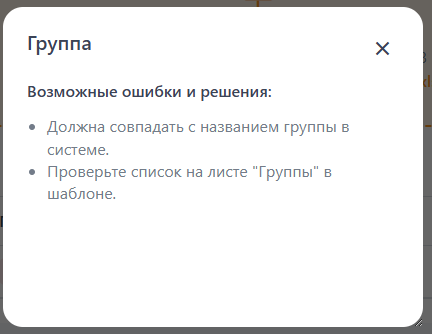 Группа
Возможные ошибки и решения:
Должна совпадать с названием группы в
системе.
Проверьте список на листе "Группы" в
шаблоне.